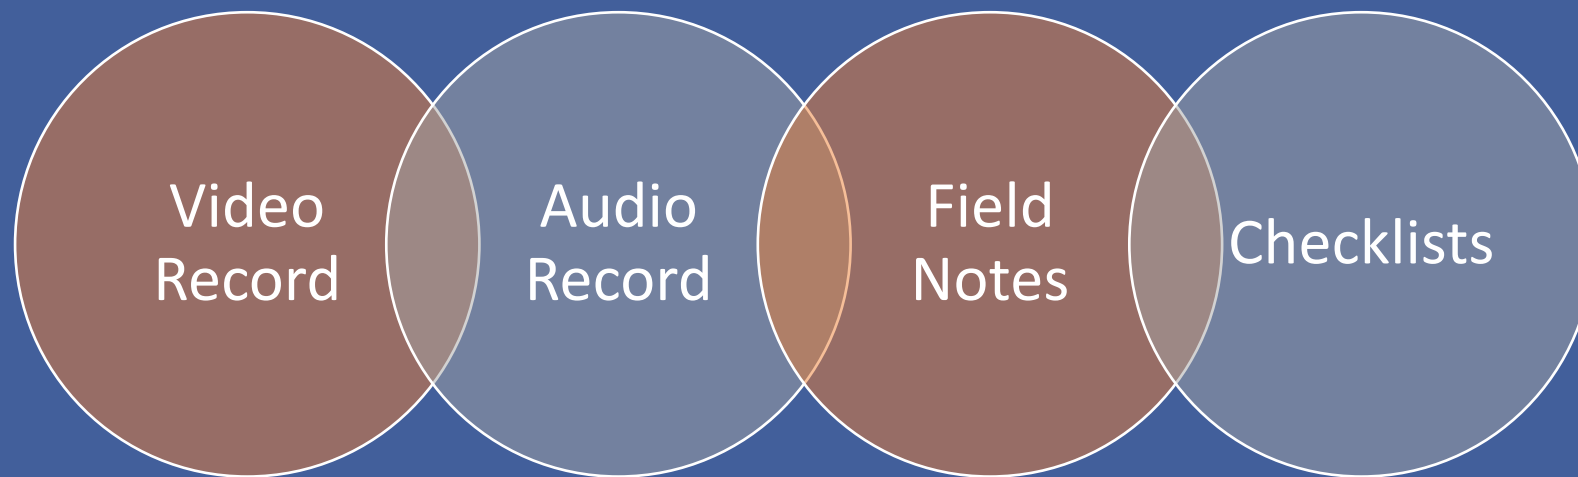 Video
Record
Audio
Record
Field
Notes
Checklists